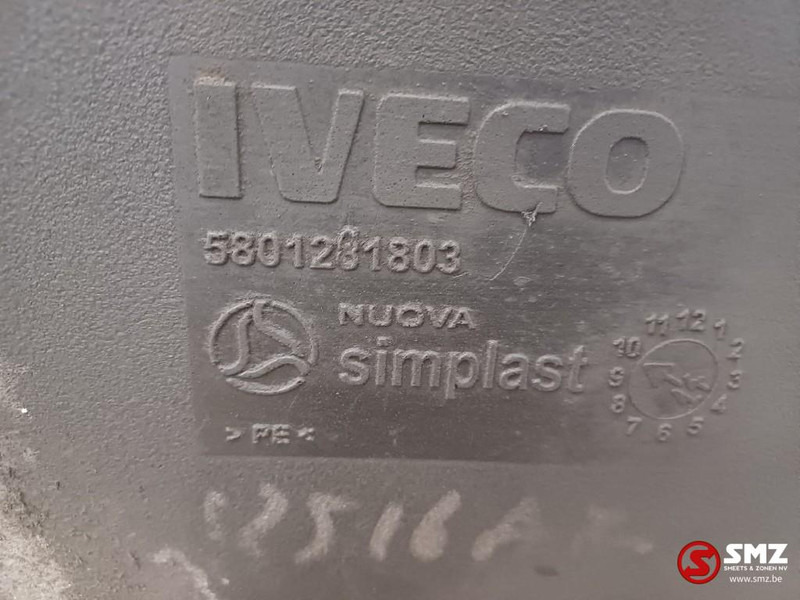 IVECO
5801281803
NUOVA
simplast
11 12 1
10 2
9 3
8 4
7 6 5
>PE<
SMZ
SMEETS & ZONEN NV
www.smz.be